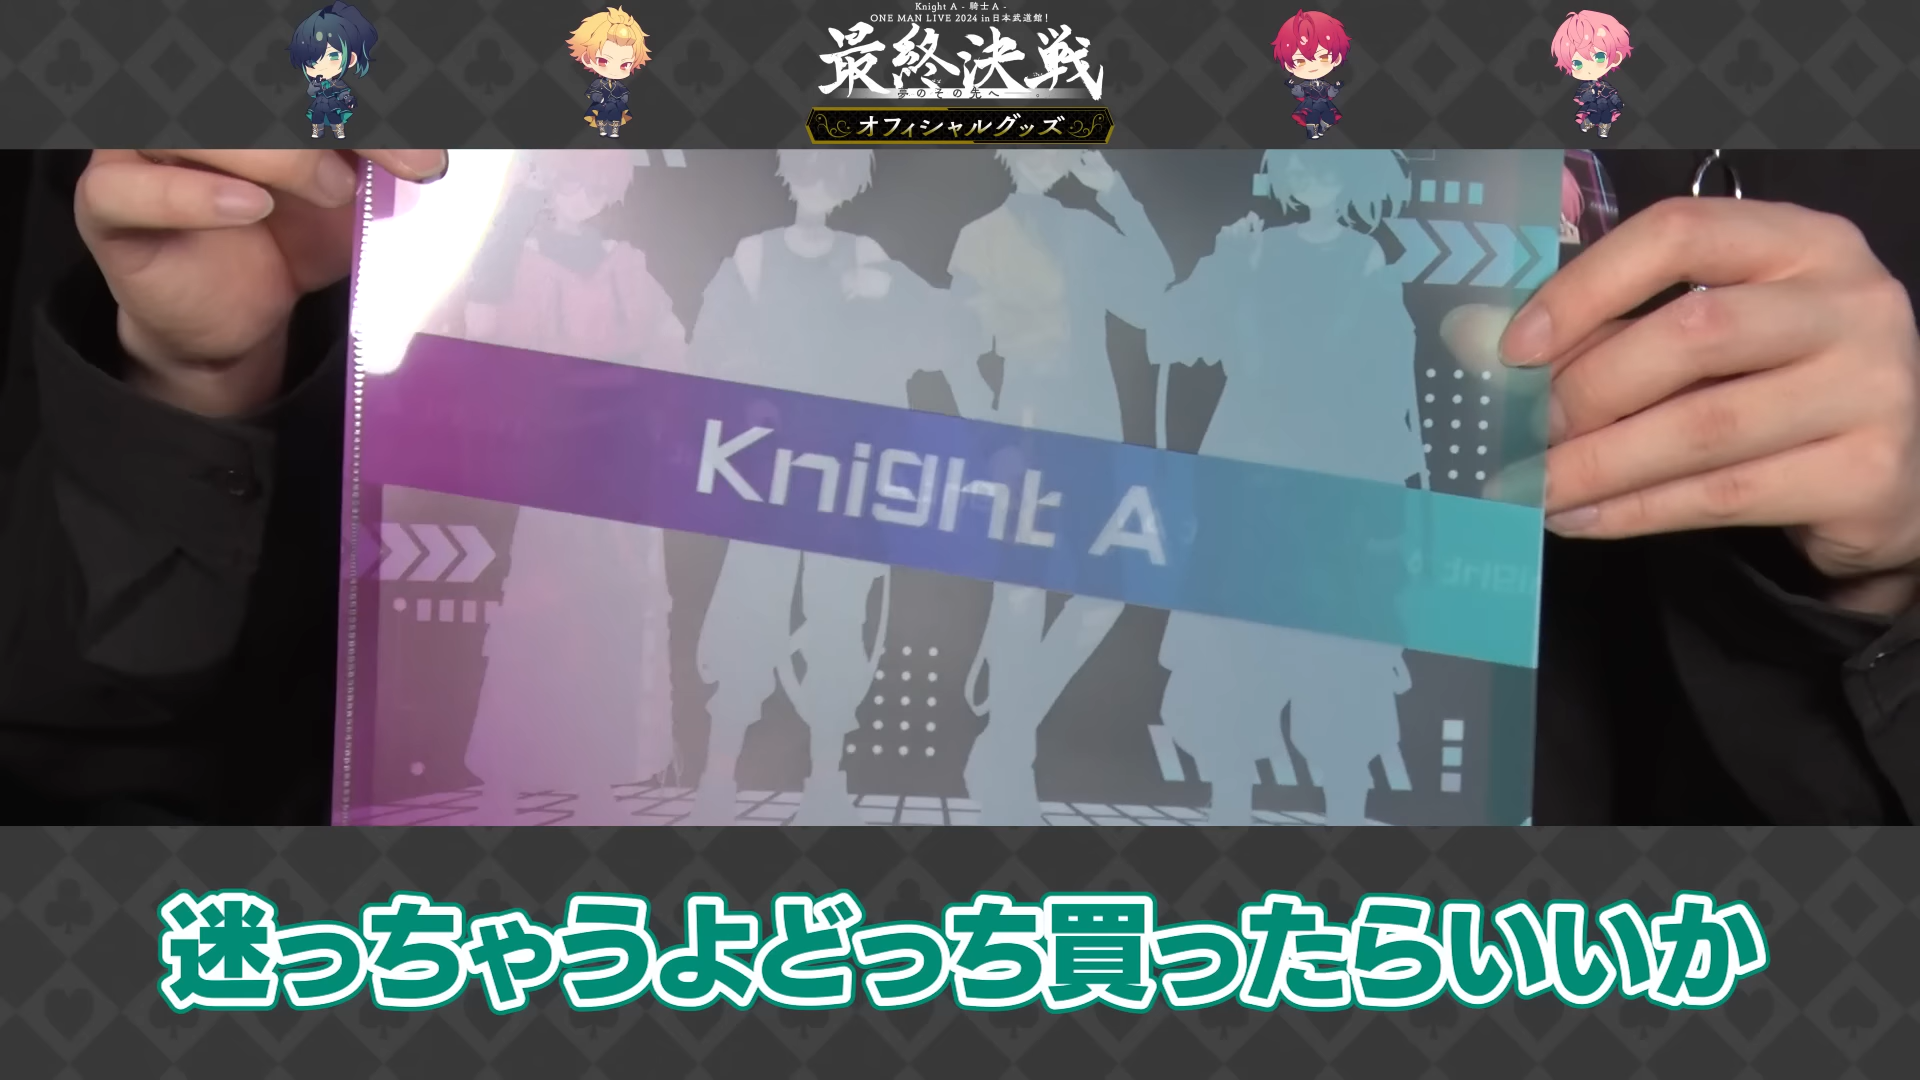 Knight A - 騎士A -
ONE MAN LIVE 2024 in日本武道館!
最終決戦
夢のその先へ
オフィシャルグッズ
Knight A
迷っちゃうよどっち買ったらいいか